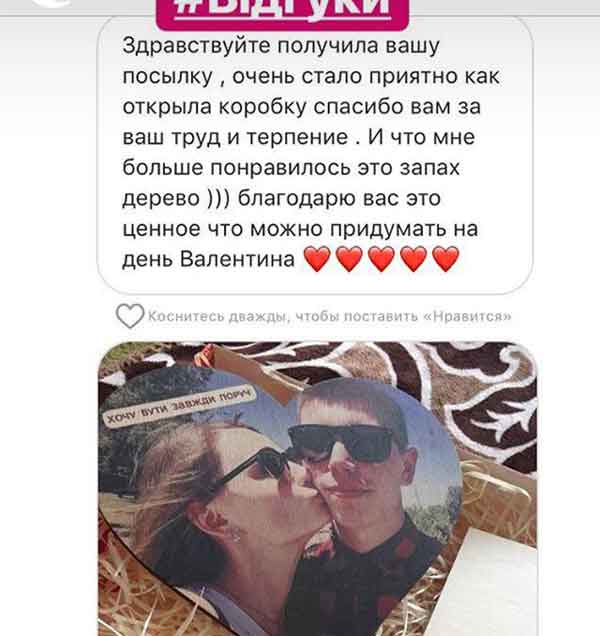 #Відгуки
Здравствуйте получила вашу
посылку , очень стало приятно как
открыла коробку спасибо вам за
ваш труд и терпение . И что мне
больше понравилось это запах
дерево ))) благодарю вас это
ценное что можно придумать на
день Валентина ❤️❤️❤️❤️❤️
Коснитесь дважды, чтобы поставить «Нравится»
ХОЧУ БУТИ ЗАВЖДИ ПОРУЧ